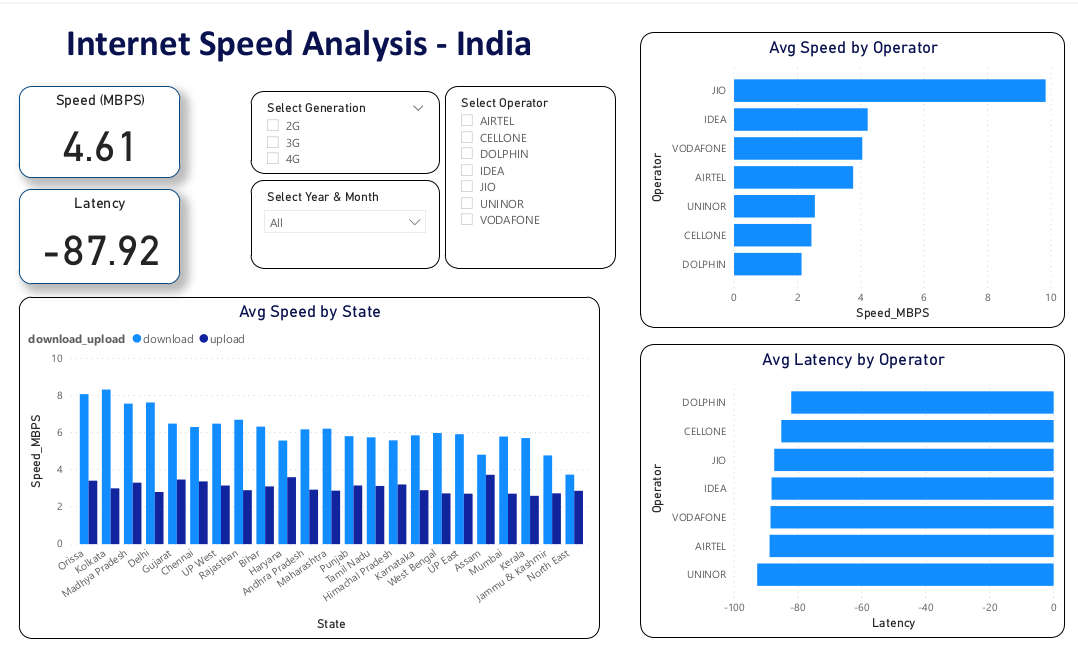 Internet Speed Analysis - India
Speed (MBPS)
4.61
Latency
-87.92
Select Generation
2G
3G
4G
Select Year & Month
All
Select Operator
AIRTEL
CELLONE
DOLPHIN
IDEA
JIO
UNINOR
VODAFONE
Avg Speed by Operator
Operator
JIO
IDEA
VODAFONE
AIRTEL
UNINOR
CELLONE
DOLPHIN
0 2 4 6 8 10
Speed_MBPS
Avg Speed by State
download_upload download upload
Speed_MBPS
10
8
6
4
2
0
Orissa
Kolkata
Madhya Pradesh
Delhi
Gujarat
Chennai
UP West
Rajasthan
Bihar
Haryana
Andhra Pradesh
Maharashtra
Punjab
Tamil Nadu
Himachal Pradesh
Karnataka
West Bengal
UP East
Assam
Mumbai
Kerala
Jammu & Kashmir
North East
State
Avg Latency by Operator
Operator
DOLPHIN
CELLONE
JIO
IDEA
VODAFONE
AIRTEL
UNINOR
-100 -80 -60 -40 -20 0
Latency